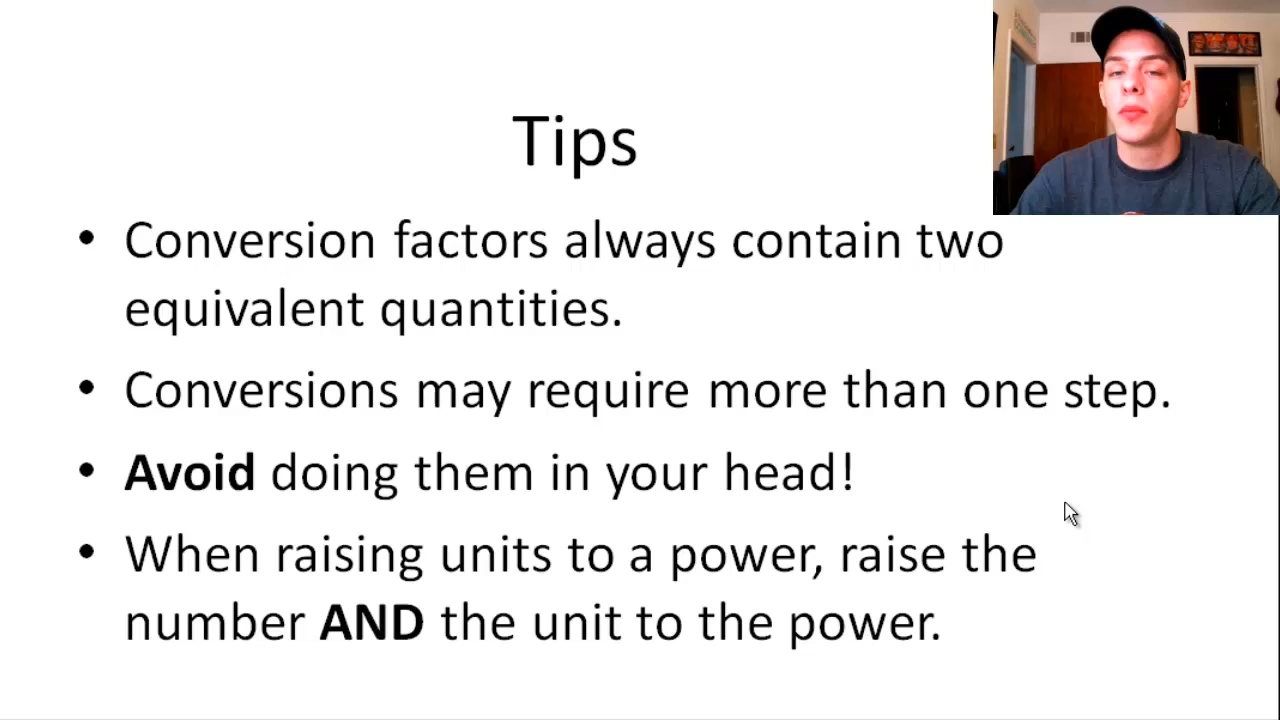 Tips
• Conversion factors always contain two
equivalent quantities.
• Conversions may require more than one step.
• Avoid doing them in your head!
• When raising units to a power, raise the
number AND the unit to the power.